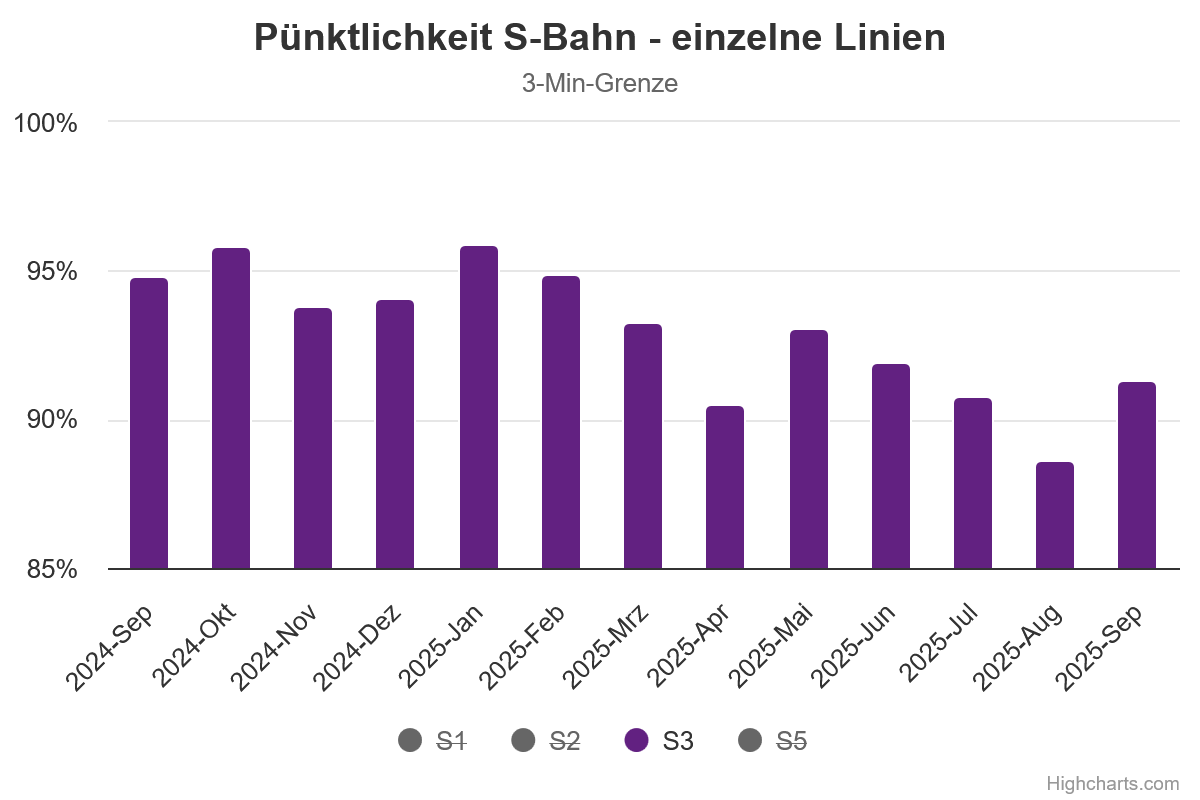 Pünktlichkeit S-Bahn - einzelne Linien
3-Min-Grenze
100%
95%
90%
85%
2024-Sep
2024-Okt
2024-Nov
2024-Dez
2025-Jan
2025-Feb
2025-Mrz
2025-Apr
2025-Mai
2025-Jun
2025-Jul
2025-Aug
2025-Sep
S1 S2 S3 S5
Highcharts.com